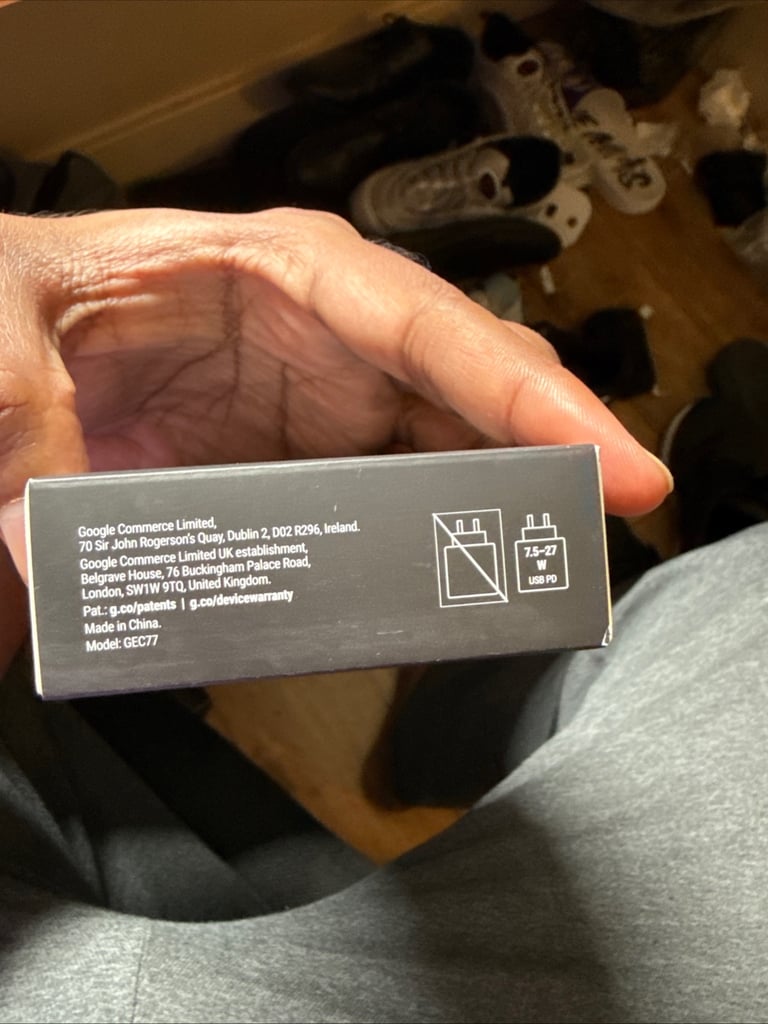 Google Commerce Limited,
70 Sir John Rogerson's Quay, Dublin 2, D02 R296, Ireland.
Google Commerce Limited UK establishment,
Belgrave House, 76 Buckingham Palace Road,
London, SW1W 9TQ, United Kingdom.
Pat.: g.co/patents | g.co/devicewarranty
Made in China.
Model: GEC77
7.5–27
W
USB PD